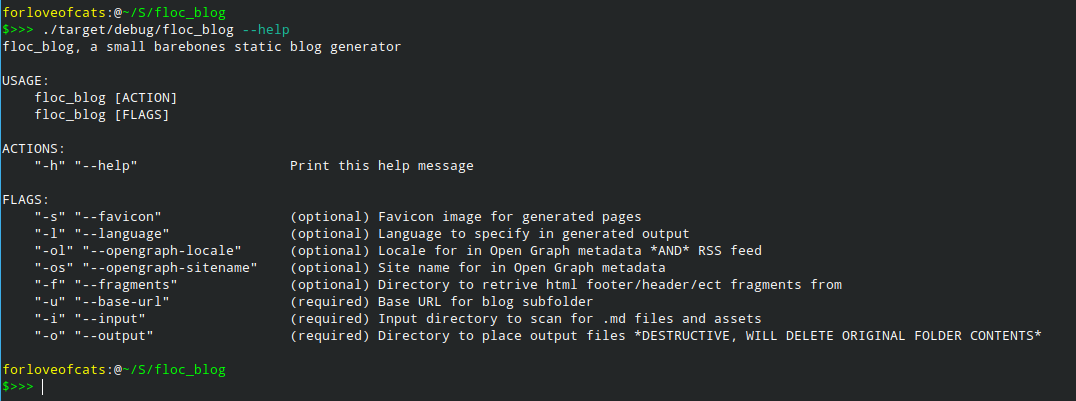 forloveofcats:@~/S/floc_blog
$>>> ./target/debug/floc_blog --help
floc_blog, a small barebones static blog generator
USAGE:
floc_blog [ACTION]
floc_blog [FLAGS]
ACTIONS:
"-h" "--help" Print this help message
FLAGS:
"-s" "--favicon" (optional) Favicon image for generated pages
"-l" "--language" (optional) Language to specify in generated output
"-ol" "--opengraph-locale" (optional) Locale for in Open Graph metadata *AND* RSS feed
"-os" "--opengraph-sitename" (optional) Site name for in Open Graph metadata
"-f" "--fragments" (optional) Directory to retrive html footer/header/ect fragments from
"-u" "--base-url" (required) Base URL for blog subfolder
"-i" "--input" (required) Input directory to scan for .md files and assets
"-o" "--output" (required) Directory to place output files *DESTRUCTIVE, WILL DELETE ORIGINAL FOLDER CONTENTS*
forloveofcats:@~/S/floc_blog
$>>>